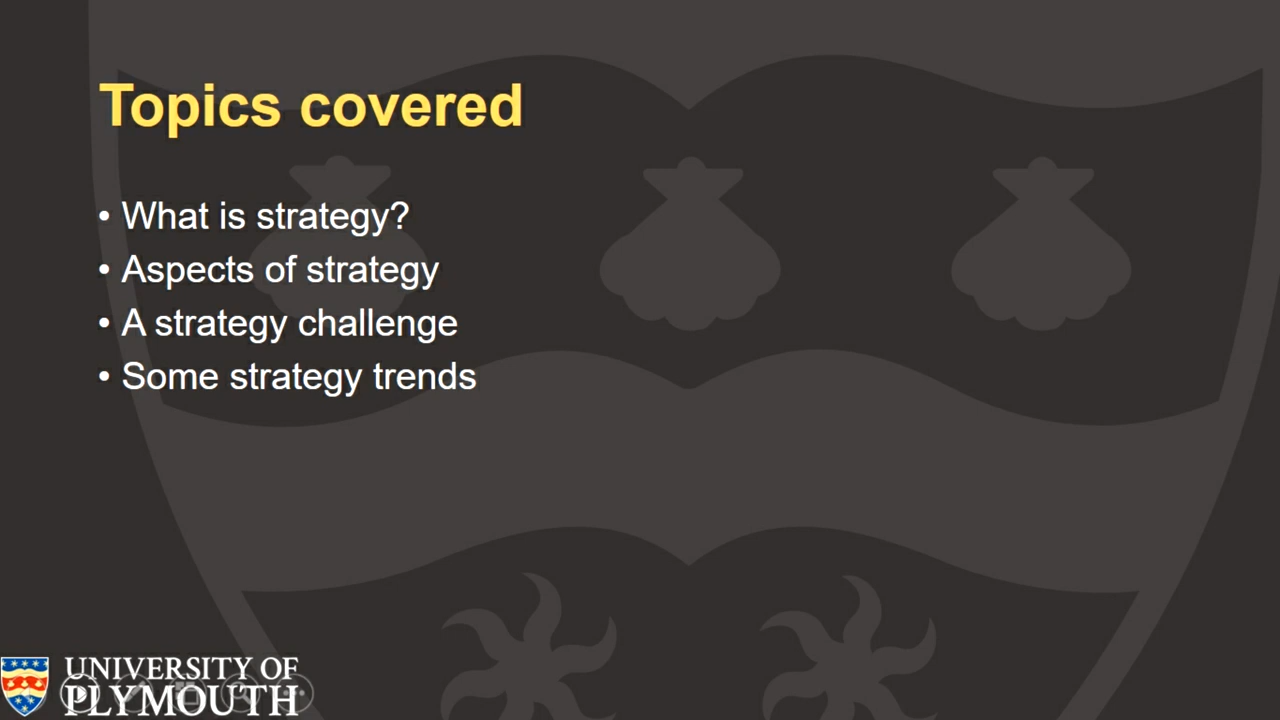 Topics covered
• What is strategy?
• Aspects of strategy
• A strategy challenge
• Some strategy trends
UNIVERSITY OF
PLYMOUTH